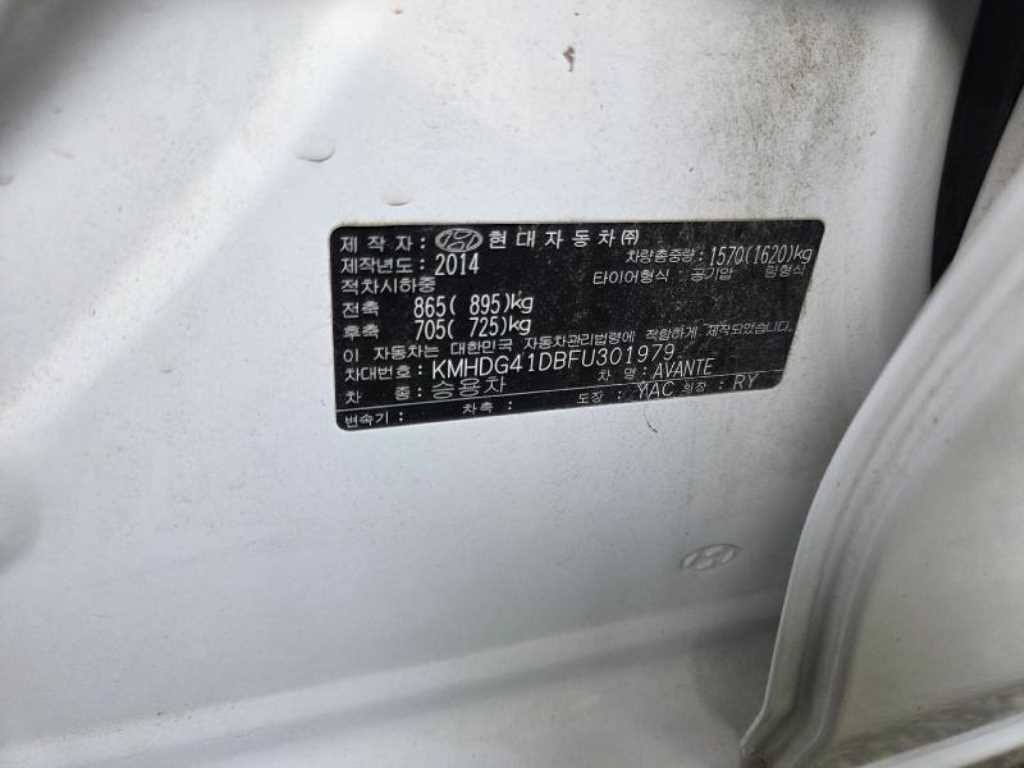 제 작 자 : 현대자동차㈜
차량총중량 : 1570(1620)kg
제작년도 : 2014
타이어형식 : 공기압 림형식
적차시하중
전축 865( 895)kg
후축 705( 725)kg
이 자동차는 대한민국 자동차관리법령에 적합하게 제작되었습니다.
차대번호 : KMHDG41DBFU301979
차 종 : 승용차 차 명 : AVANTE
변속기 : 차축 : 도장 : YAC 의장 : RY